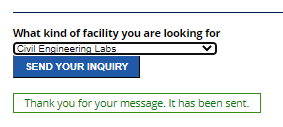 What kind of facility you are looking for
Civil Engineering Labs
SEND YOUR INQUIRY
Thank you for your message. It has been sent.